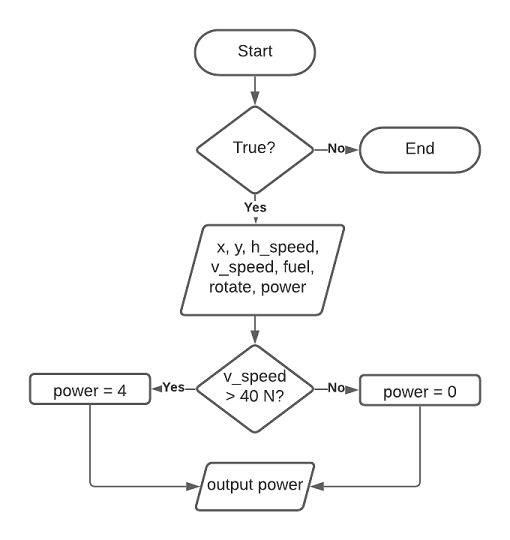 Start
True?
No
End
Yes
x, y, h_speed,
v_speed, fuel,
rotate, power
v_speed
> 40 N?
Yes
No
power = 4
power = 0
output power